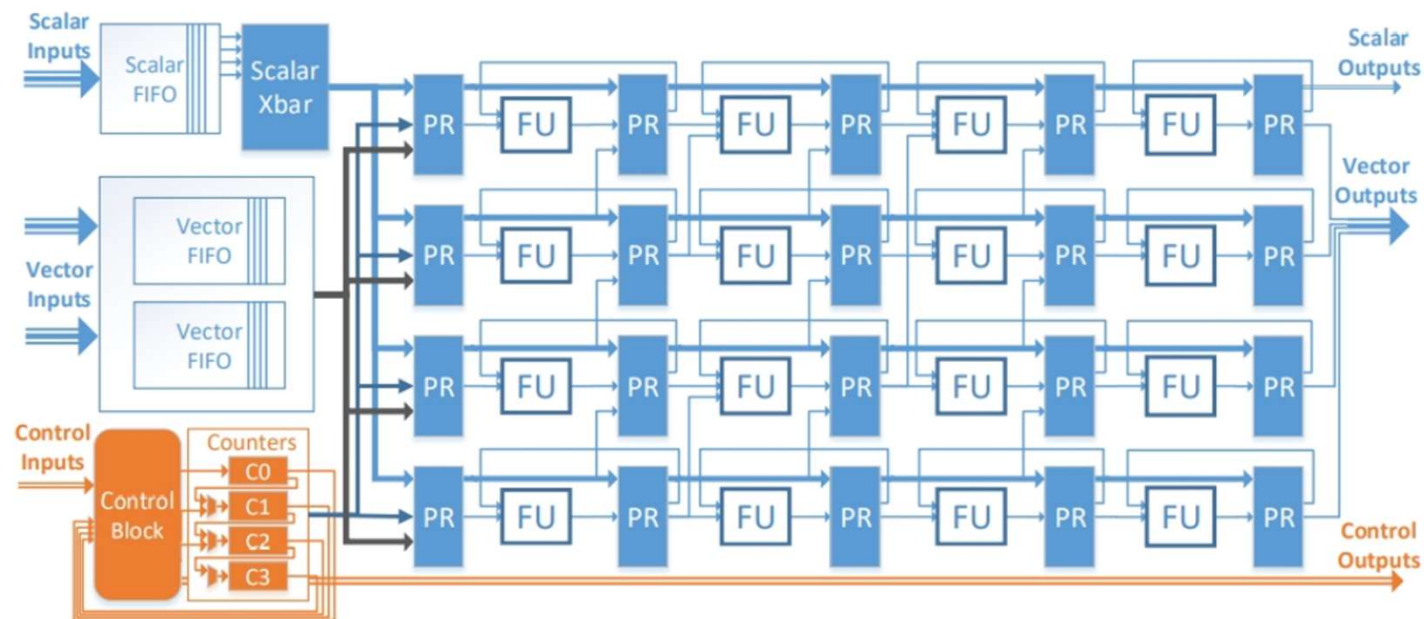 Scalar
Inputs
Scalar
FIFO
Scalar
Xbar
PR
FU
PR
FU
PR
FU
PR
FU
PR
Scalar
Outputs
Vector
Outputs
Vector
Inputs
Vector
FIFO
Vector
FIFO
PR
FU
PR
FU
PR
FU
PR
FU
PR
PR
FU
PR
FU
PR
FU
PR
FU
PR
PR
FU
PR
FU
PR
FU
PR
FU
PR
Control
Inputs
Control
Block
Counters
C0
C1
C2
C3
Control
Outputs